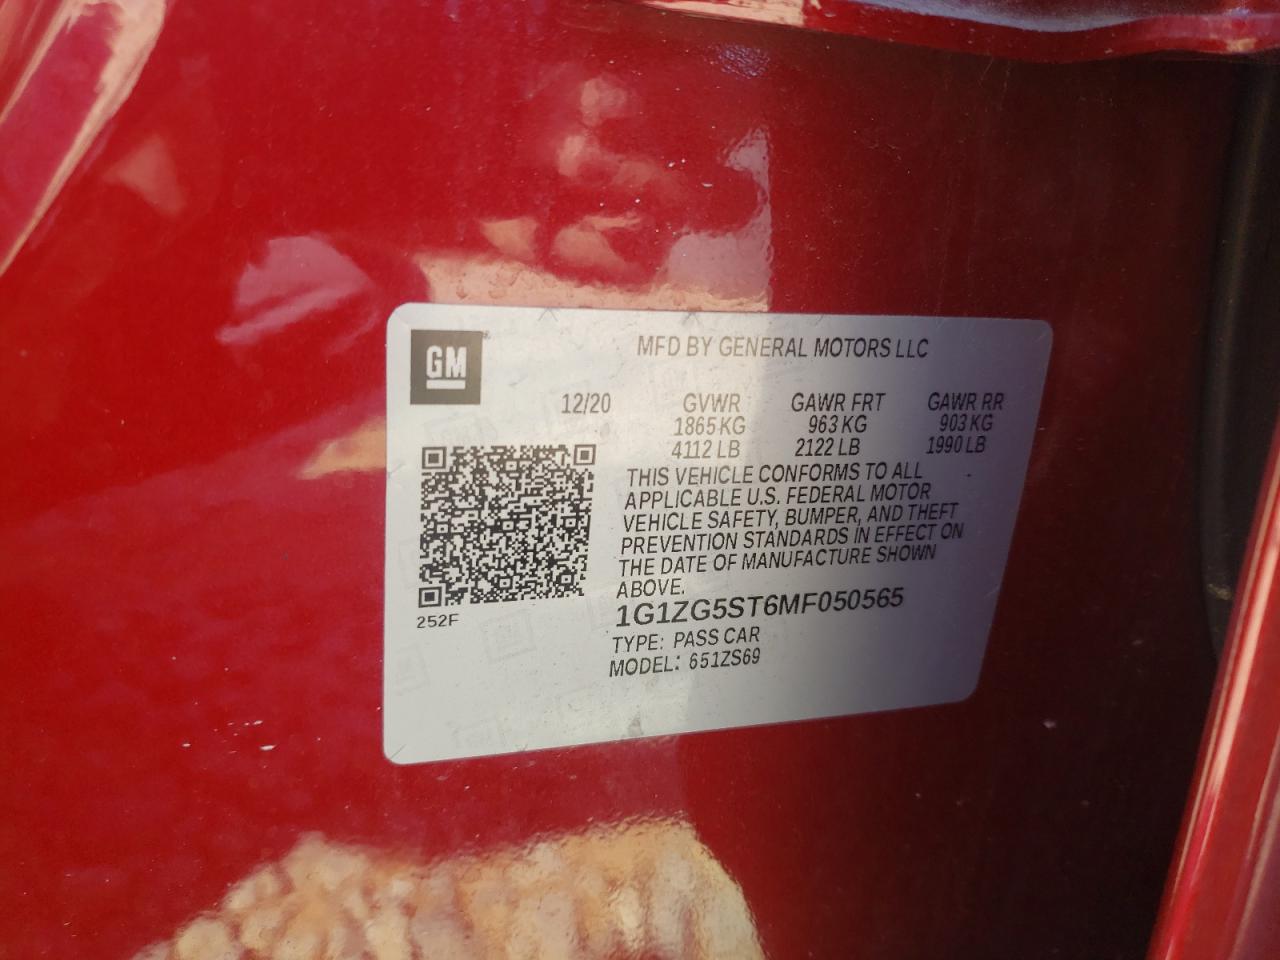 GM
MFD BY GENERAL MOTORS LLC
12/20 GVWR GAWR FRT GAWR RR
1865 KG 963 KG 903 KG
4112 LB 2122 LB 1990 LB
THIS VEHICLE CONFORMS TO ALL
APPLICABLE U.S. FEDERAL MOTOR
VEHICLE SAFETY, BUMPER, AND THEFT
PREVENTION STANDARDS IN EFFECT ON
THE DATE OF MANUFACTURE SHOWN
ABOVE.
252F
1G1ZG5ST6MF050565
TYPE: PASS CAR
MODEL: 651ZS69